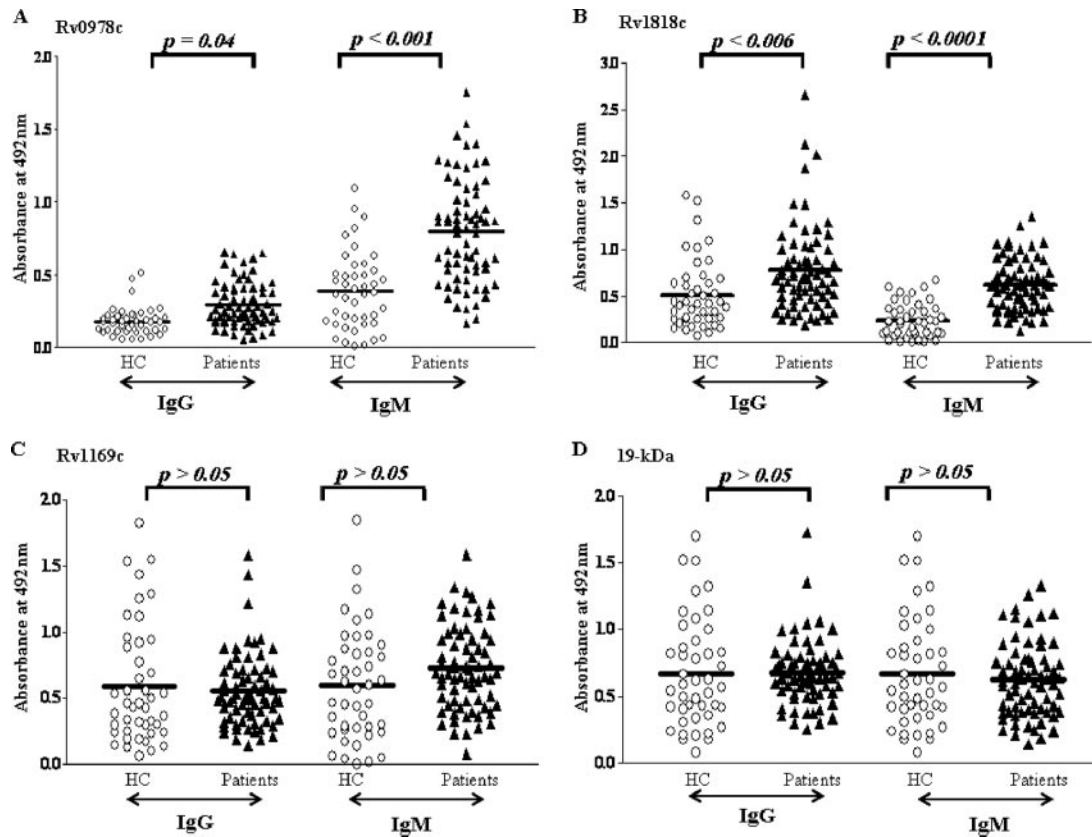 A
Rv0978c
p = 0.04
p < 0.001
Absorbance at 492nm
2.0
1.5
1.0
0.5
0.0
HC
Patients
HC
Patients
IgG
IgM
B
Rv1818c
p < 0.006
p < 0.0001
Absorbance at 492nm
3.0
2.5
2.0
1.5
1.0
0.5
0.0
HC
Patients
HC
Patients
IgG
IgM
C
Rv1169c
p > 0.05
p > 0.05
Absorbance at 492nm
2.0
1.5
1.0
0.5
0.0
HC
Patients
HC
Patients
IgG
IgM
D
19-kDa
p > 0.05
p > 0.05
Absorbance at 492nm
2.0
1.5
1.0
0.5
0.0
HC
Patients
HC
Patients
IgG
IgM